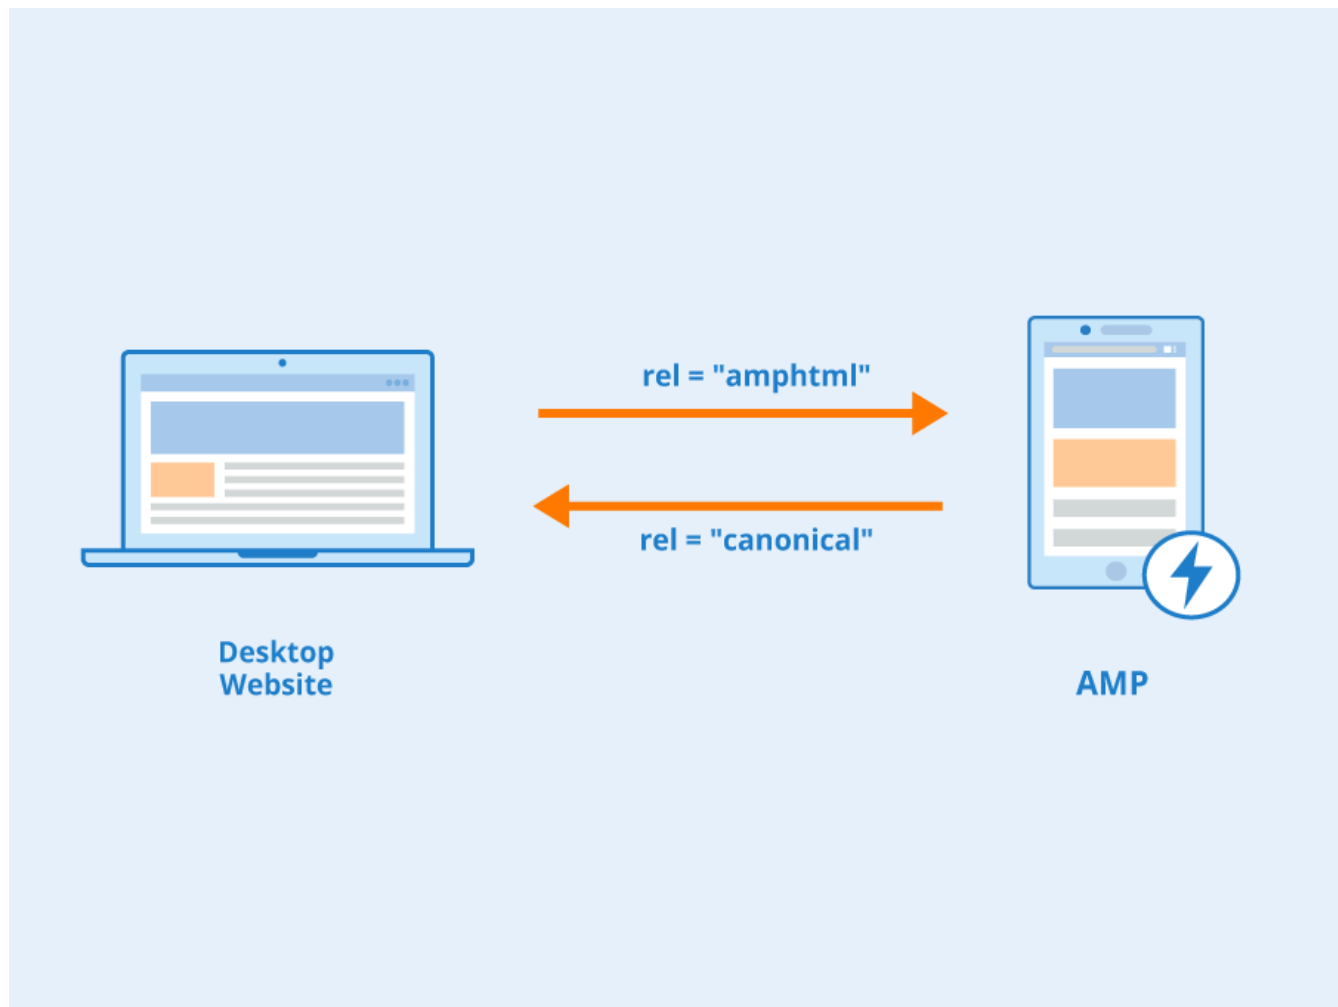 rel = "amphtml"
rel = "canonical"
Desktop
Website
AMP